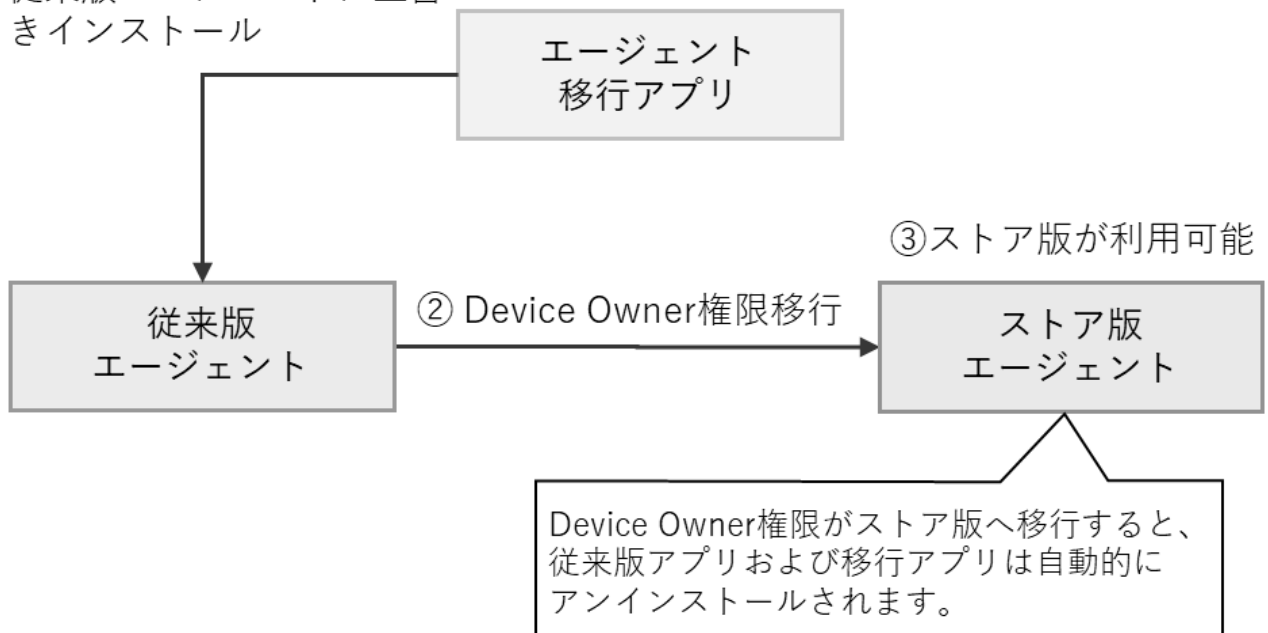 きインストール
エージェント
移行アプリ
③ストア版が利用可能
従来版
エージェント
② Device Owner権限移行
ストア版
エージェント
Device Owner権限がストア版へ移行すると、
従来版アプリおよび移行アプリは自動的に
アンインストールされます。